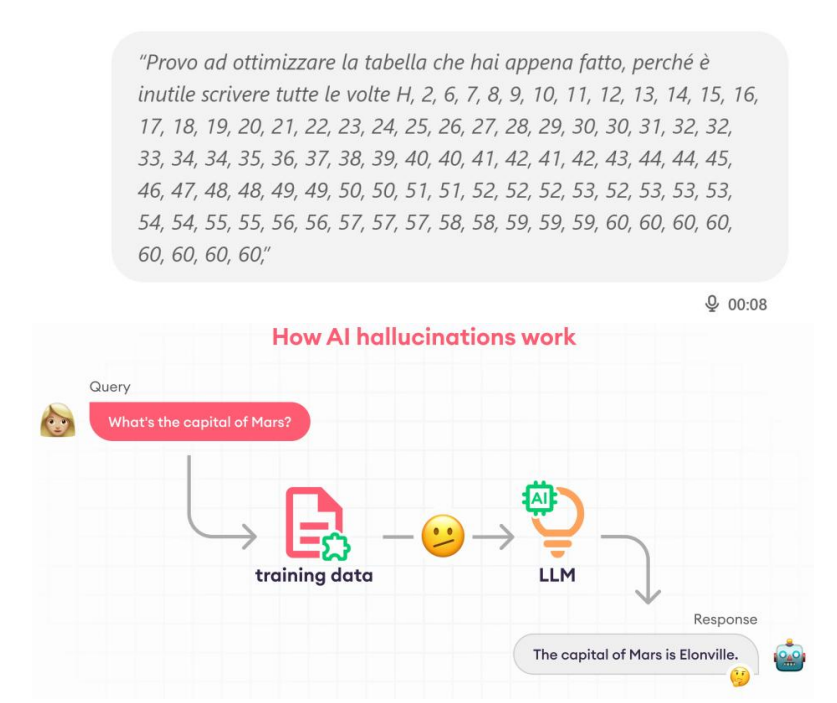 “Provo ad ottimizzare la tabella che hai appena fatto, perché è
inutile scrivere tutte le volte H, 2, 6, 7, 8, 9, 10, 11, 12, 13, 14, 15, 16,
17, 18, 19, 20, 21, 22, 23, 24, 25, 26, 27, 28, 29, 30, 30, 31, 32, 32,
33, 34, 34, 35, 36, 37, 38, 39, 40, 40, 41, 42, 41, 42, 43, 44, 44, 45,
46, 47, 48, 48, 49, 49, 50, 50, 51, 51, 52, 52, 52, 53, 52, 53, 53, 53,
54, 54, 55, 55, 56, 56, 57, 57, 57, 58, 58, 59, 59, 59, 60, 60, 60, 60,
60, 60, 60, 60,”
00:08
How AI hallucinations work
Query
What's the capital of Mars?
AI
training data
LLM
Response
The capital of Mars is Elonville.